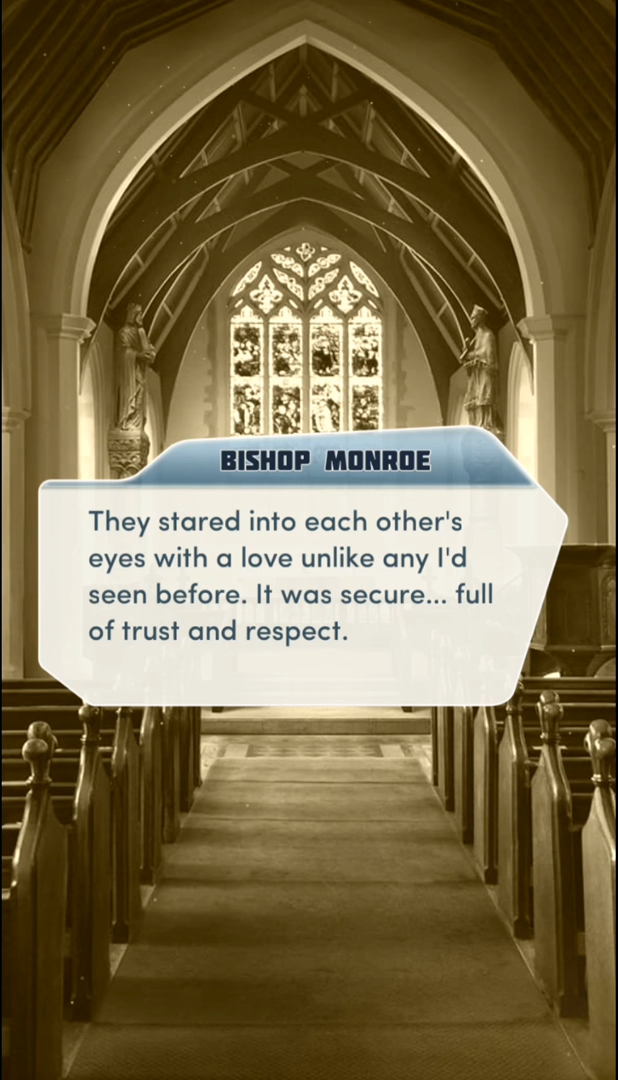 BISHOP MONROE
They stared into each other's
eyes with a love unlike any I'd
seen before. It was secure... full
of trust and respect.